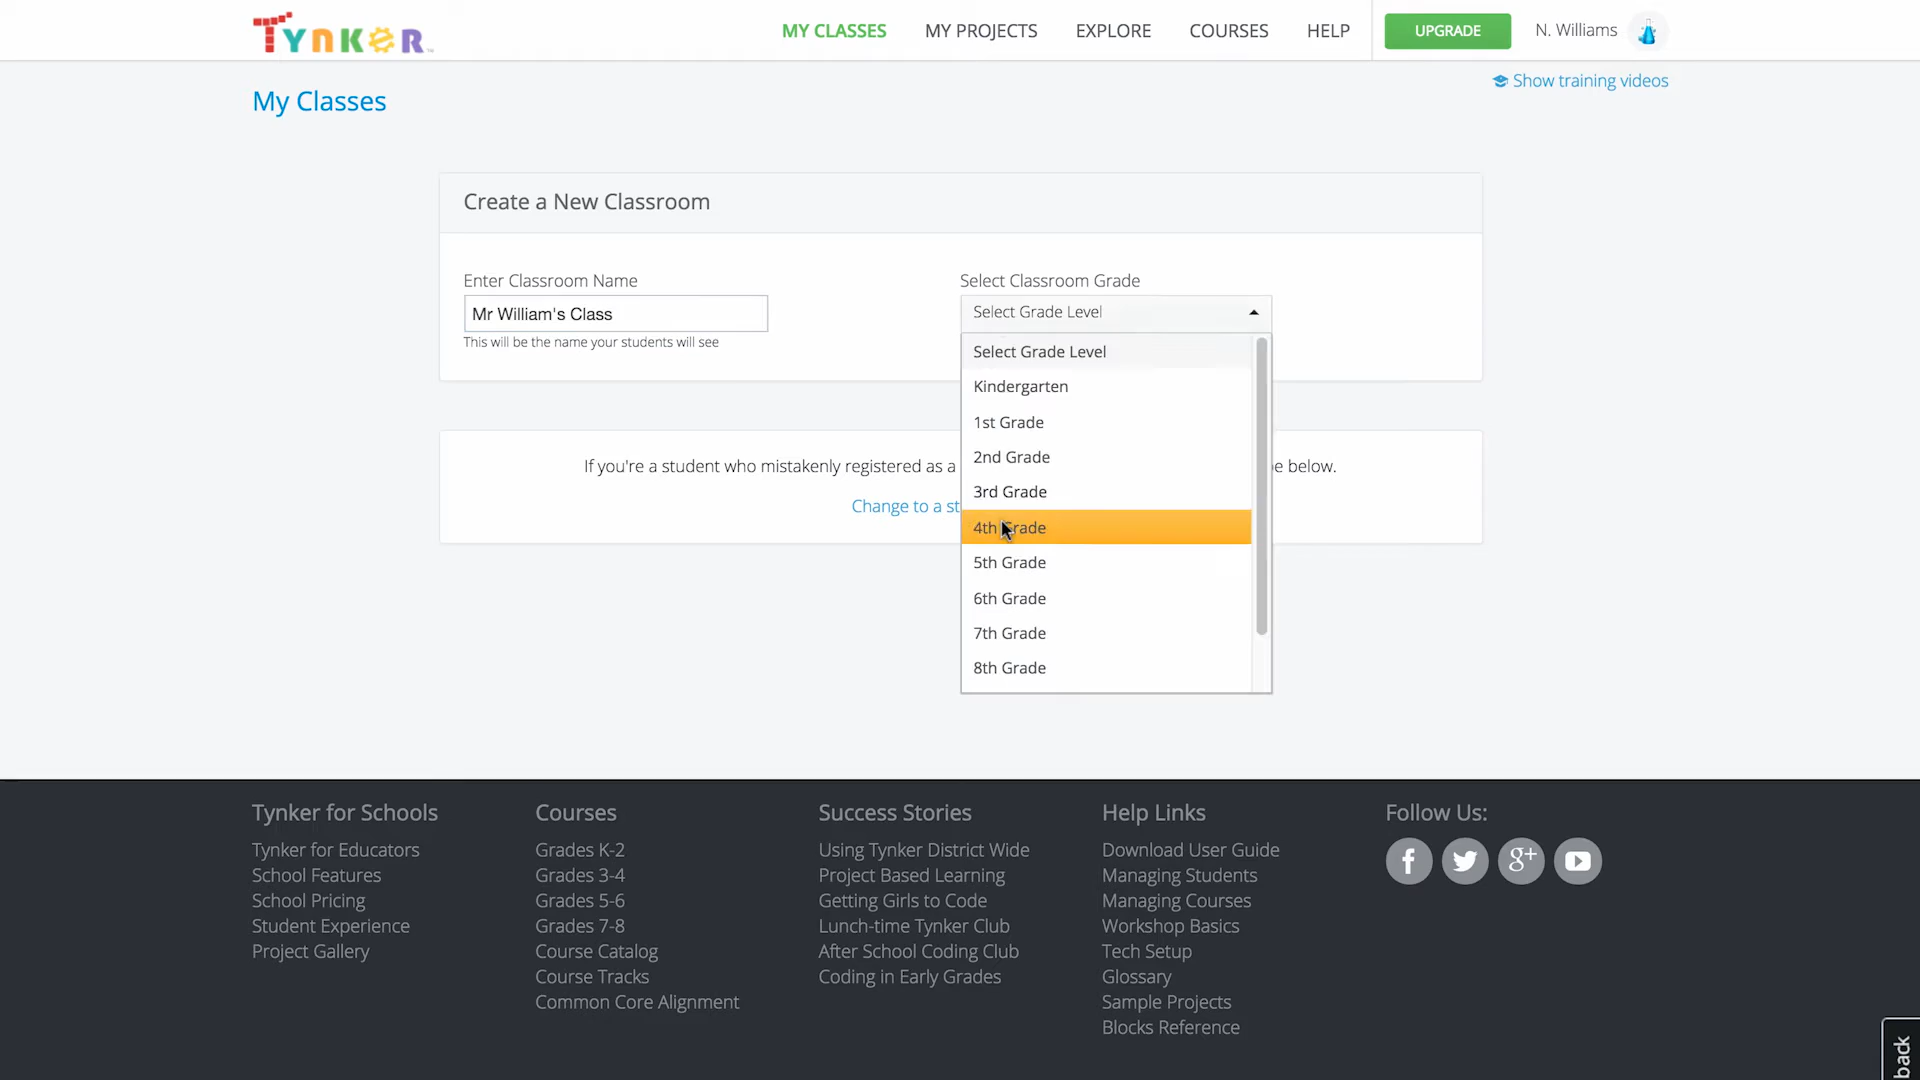 TYNKER
MY CLASSES
MY PROJECTS
EXPLORE
COURSES
HELP
UPGRADE
N. Williams
Show training videos
My Classes
Create a New Classroom
Enter Classroom Name
Mr William's Class
This will be the name your students will see
Select Classroom Grade
Select Grade Level
Select Grade Level
Kindergarten
1st Grade
2nd Grade
3rd Grade
4th Grade
5th Grade
6th Grade
7th Grade
8th Grade
If you're a student who mistakenly registered as a
e below.
Change to a st
Tynker for Schools
Tynker for Educators
School Features
School Pricing
Student Experience
Project Gallery
Courses
Grades K-2
Grades 3-4
Grades 5-6
Grades 7-8
Course Catalog
Course Tracks
Common Core Alignment
Success Stories
Using Tynker District Wide
Project Based Learning
Getting Girls to Code
Lunch-time Tynker Club
After School Coding Club
Coding in Early Grades
Help Links
Download User Guide
Managing Students
Managing Courses
Workshop Basics
Tech Setup
Glossary
Sample Projects
Blocks Reference
Follow Us:
f
g+
back